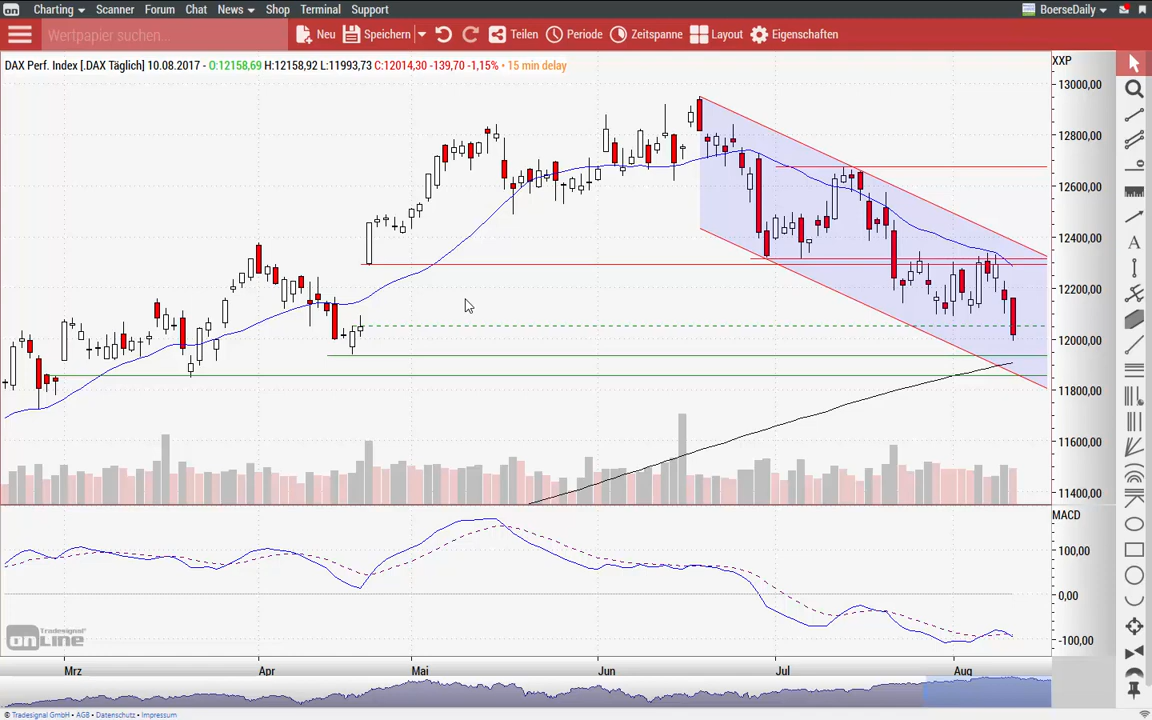 on Charting Scanner Forum Chat News Shop Terminal Support BoerseDaily
Wertpapier suchen... Neu Speichern Teilen Periode Zeitspanne Layout Eigenschaften
DAX Perf. Index [.DAX Täglich] 10.08.2017 - O:12158,69 H:12158,92 L:11993,73 C:12014,30 -139,70 -1,15% • 15 min delay
XXP
13000,00
12800,00
12600,00
12400,00
12200,00
12000,00
11800,00
11600,00
11400,00
MACD
100,00
0,00
-100,00
Tradesignal
onLINE
Mrz Apr Mai Jun Jul Aug
Tradesignal GmbH • AGB • Datenschutz • Impressum
A